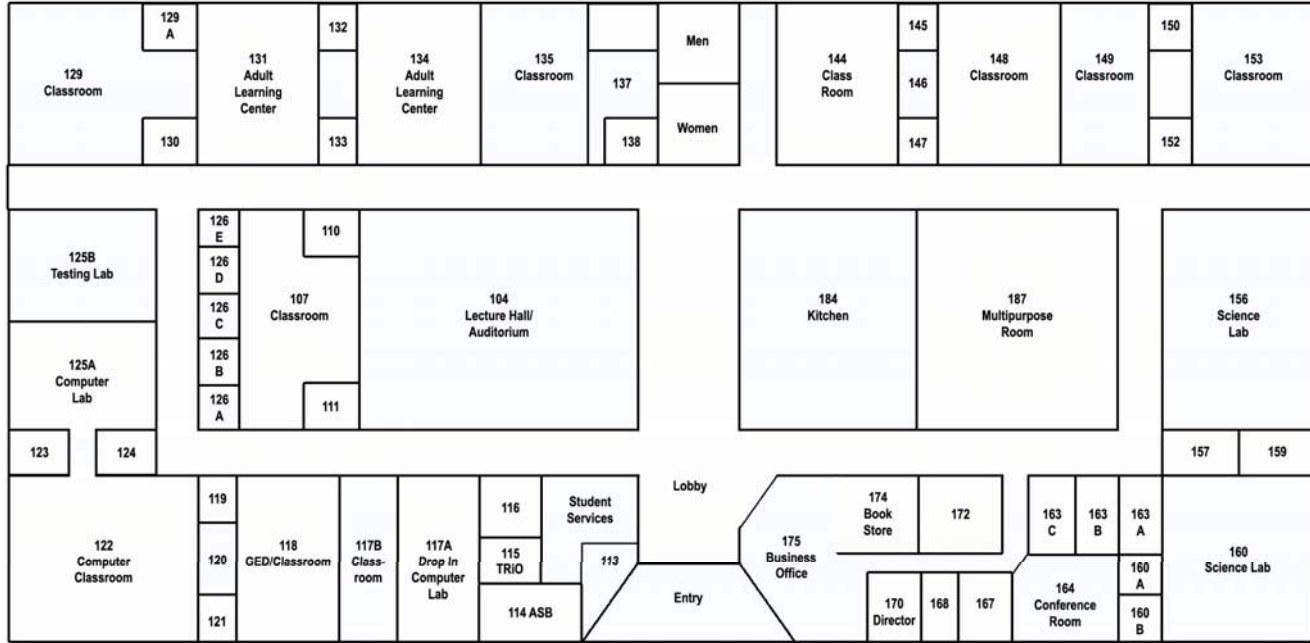 129
A
132
145
150
Men
131
Adult
Learning
Center
134
Adult
Learning
Center
135
Classroom
144
Class
Room
148
Classroom
149
Classroom
153
Classroom
129
Classroom
137
146
Women
130
133
138
147
152
126
E
110
125B
Testing Lab
126
D
107
Classroom
104
Lecture Hall/
Auditorium
184
Kitchen
187
Multipurpose
Room
156
Science
Lab
126
C
125A
Computer
Lab
126
B
126
A
111
123
124
157
159
119
116
Student
Services
Lobby
174
Book
Store
172
163
C
163
B
163
A
122
Computer
Classroom
120
118
GED/Classroom
117B
Class-
room
117A
Drop In
Computer
Lab
115
TRiO
113
175
Business
Office
160
Science Lab
160
A
164
Conference
Room
121
114 ASB
Entry
170
Director
168
167
160
B